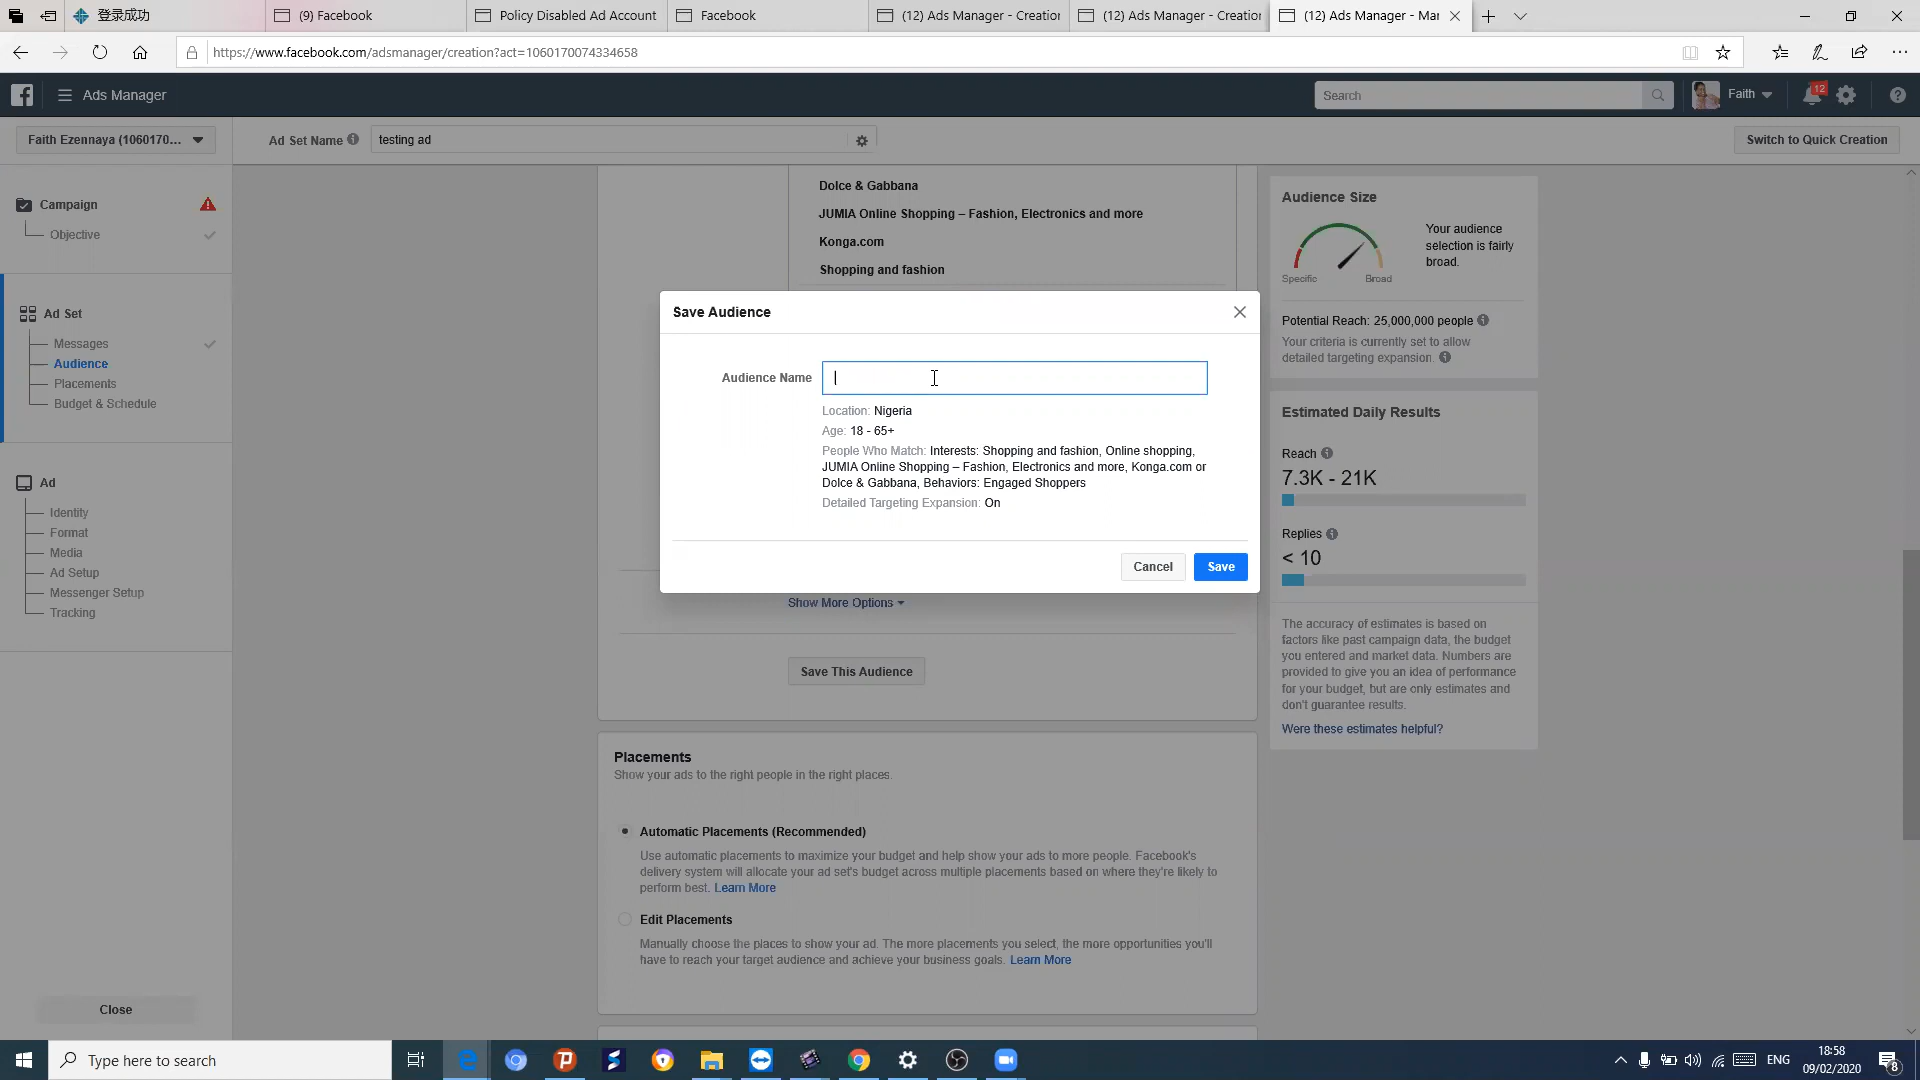 登录成功
(9) Facebook
Policy Disabled Ad Account
Facebook
(12) Ads Manager - Creation
(12) Ads Manager - Creation
(12) Ads Manager - Mar
https://www.facebook.com/adsmanager/creation?act=1060170074334658
Ads Manager
Search
Faith
12
Faith Ezennaya (1060170...
Ad Set Name
testing ad
Switch to Quick Creation
Campaign
Objective
Ad Set
Messages
Audience
Placements
Budget & Schedule
Ad
Identity
Format
Media
Ad Setup
Messenger Setup
Tracking
Close
Dolce & Gabbana
JUMIA Online Shopping – Fashion, Electronics and more
Konga.com
Shopping and fashion
Save Audience
Audience Name
Location: Nigeria
Age: 18 - 65+
People Who Match: Interests: Shopping and fashion, Online shopping,
JUMIA Online Shopping – Fashion, Electronics and more, Konga.com or
Dolce & Gabbana, Behaviors: Engaged Shoppers
Detailed Targeting Expansion: On
Cancel
Save
Show More Options
Save This Audience
Placements
Show your ads to the right people in the right places.
Automatic Placements (Recommended)
Use automatic placements to maximize your budget and help show your ads to more people. Facebook's
delivery system will allocate your ad set's budget across multiple placements based on where they're likely to
perform best. Learn More
Edit Placements
Manually choose the places to show your ad. The more placements you select, the more opportunities you'll
have to reach your target audience and achieve your business goals. Learn More
Audience Size
Your audience
selection is fairly
broad.
Specific
Broad
Potential Reach: 25,000,000 people
Your criteria is currently set to allow
detailed targeting expansion.
Estimated Daily Results
Reach
7.3K - 21K
Replies
< 10
The accuracy of estimates is based on
factors like past campaign data, the budget
you entered and market data. Numbers are
provided to give you an idea of performance
for your budget, but are only estimates and
don't guarantee results.
Were these estimates helpful?
Type here to search
ENG
18:58
09/02/2020
8